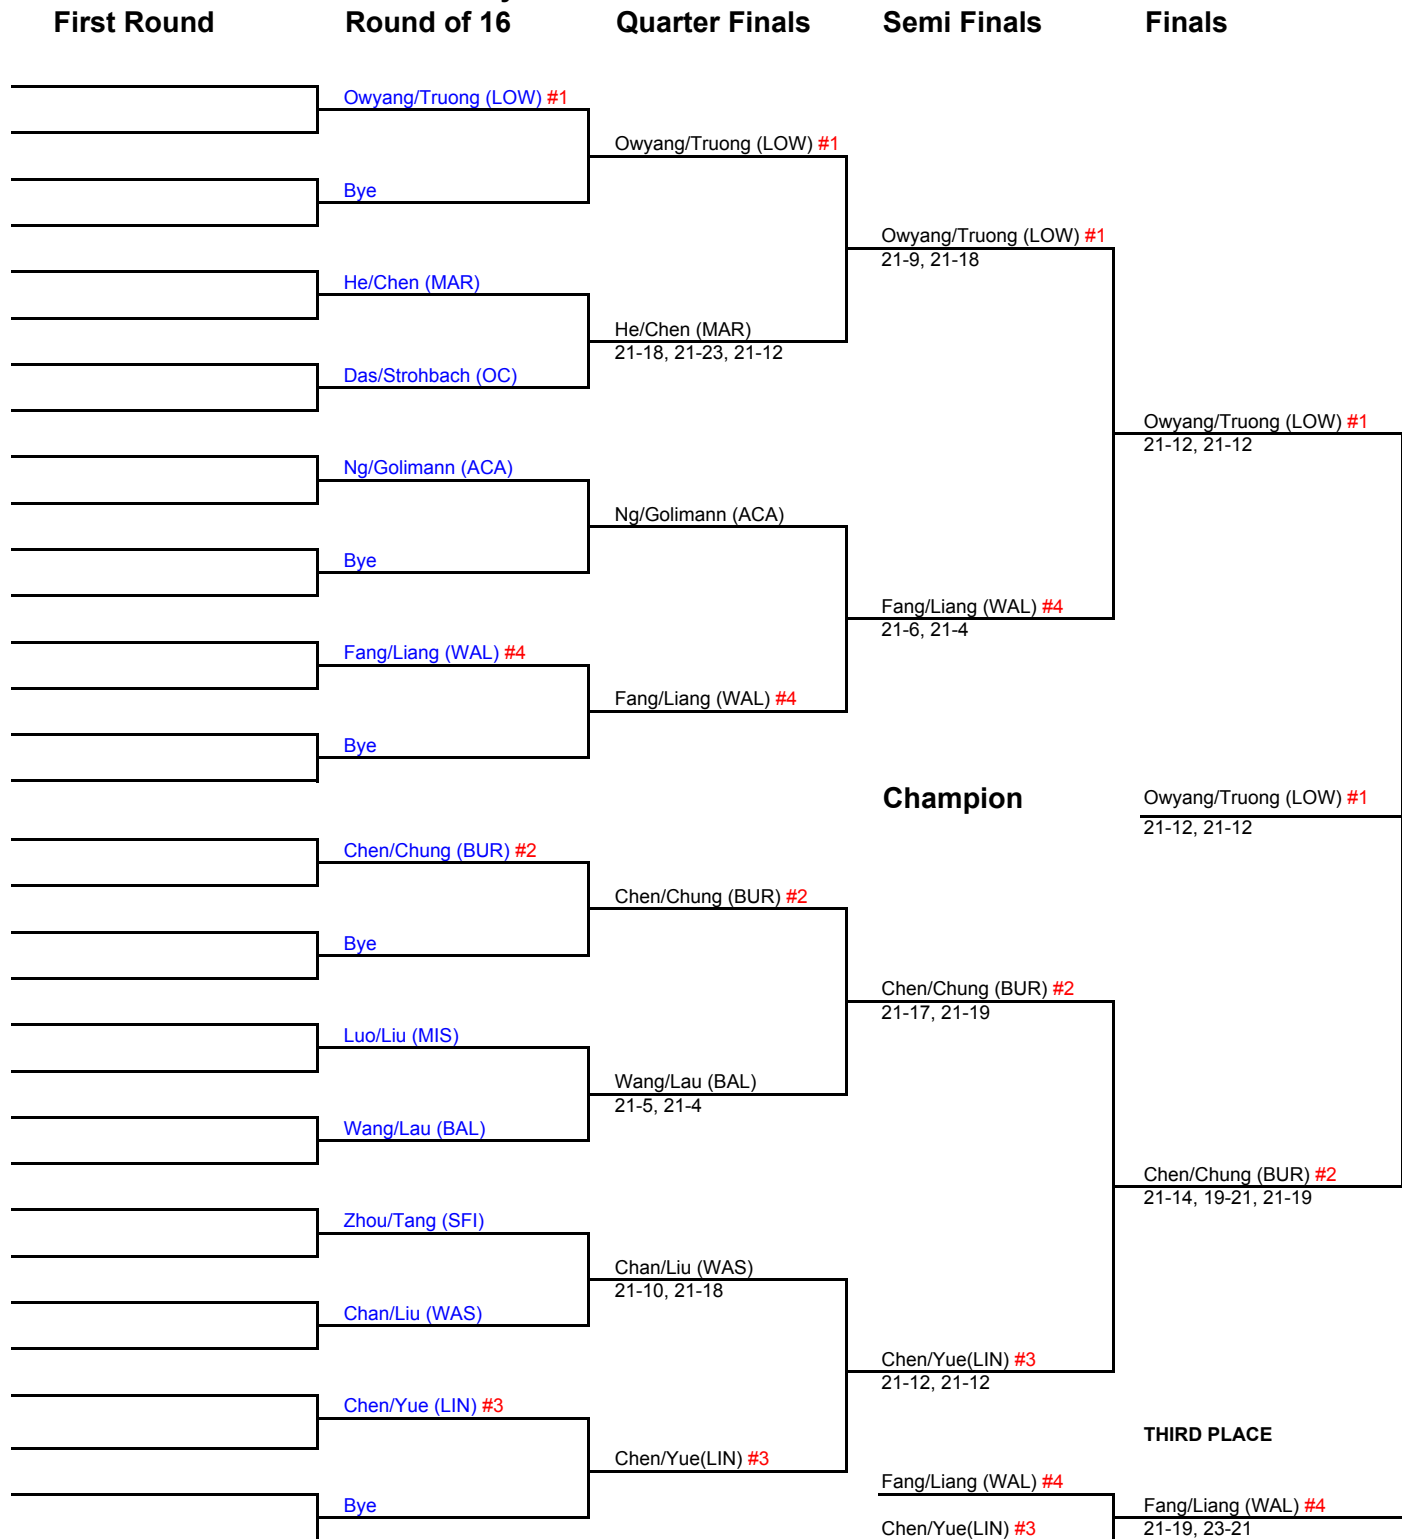 First Round
Round of 16
Quarter Finals
Semi Finals
Finals
Owyang/Truong (LOW) #1
Bye
He/Chen (MAR)
Das/Strohbach (OC)
Ng/Golimann (ACA)
Bye
Fang/Liang (WAL) #4
Bye
Chen/Chung (BUR) #2
Bye
Luo/Liu (MIS)
Wang/Lau (BAL)
Zhou/Tang (SFI)
Chan/Liu (WAS)
Chen/Yue (LIN) #3
Bye
Owyang/Truong (LOW) #1
He/Chen (MAR)
21-18, 21-23, 21-12
Ng/Golimann (ACA)
Fang/Liang (WAL) #4
Chen/Chung (BUR) #2
Wang/Lau (BAL)
21-5, 21-4
Chan/Liu (WAS)
21-10, 21-18
Chen/Yue(LIN) #3
Owyang/Truong (LOW) #1
21-9, 21-18
Fang/Liang (WAL) #4
21-6, 21-4
Champion
Chen/Chung (BUR) #2
21-17, 21-19
Chen/Yue(LIN) #3
21-12, 21-12
Fang/Liang (WAL) #4
Chen/Yue(LIN) #3
Owyang/Truong (LOW) #1
21-12, 21-12
Owyang/Truong (LOW) #1
21-12, 21-12
Chen/Chung (BUR) #2
21-14, 19-21, 21-19
THIRD PLACE
Fang/Liang (WAL) #4
21-19, 23-21